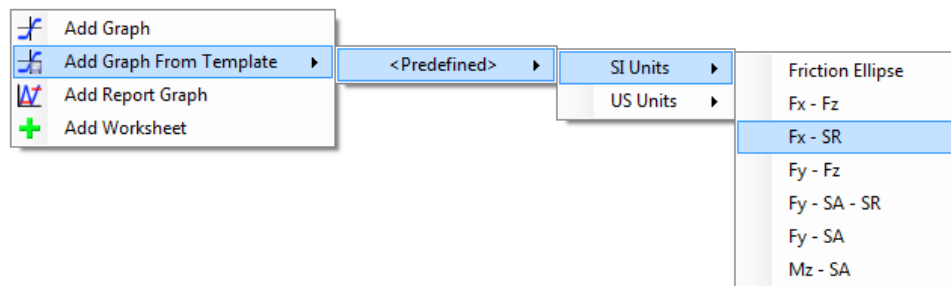 Add Graph
Add Graph From Template
Add Report Graph
Add Worksheet
<Predefined>
SI Units
US Units
Friction Ellipse
Fx - Fz
Fx - SR
Fy - Fz
Fy - SA - SR
Fy - SA
Mz - SA